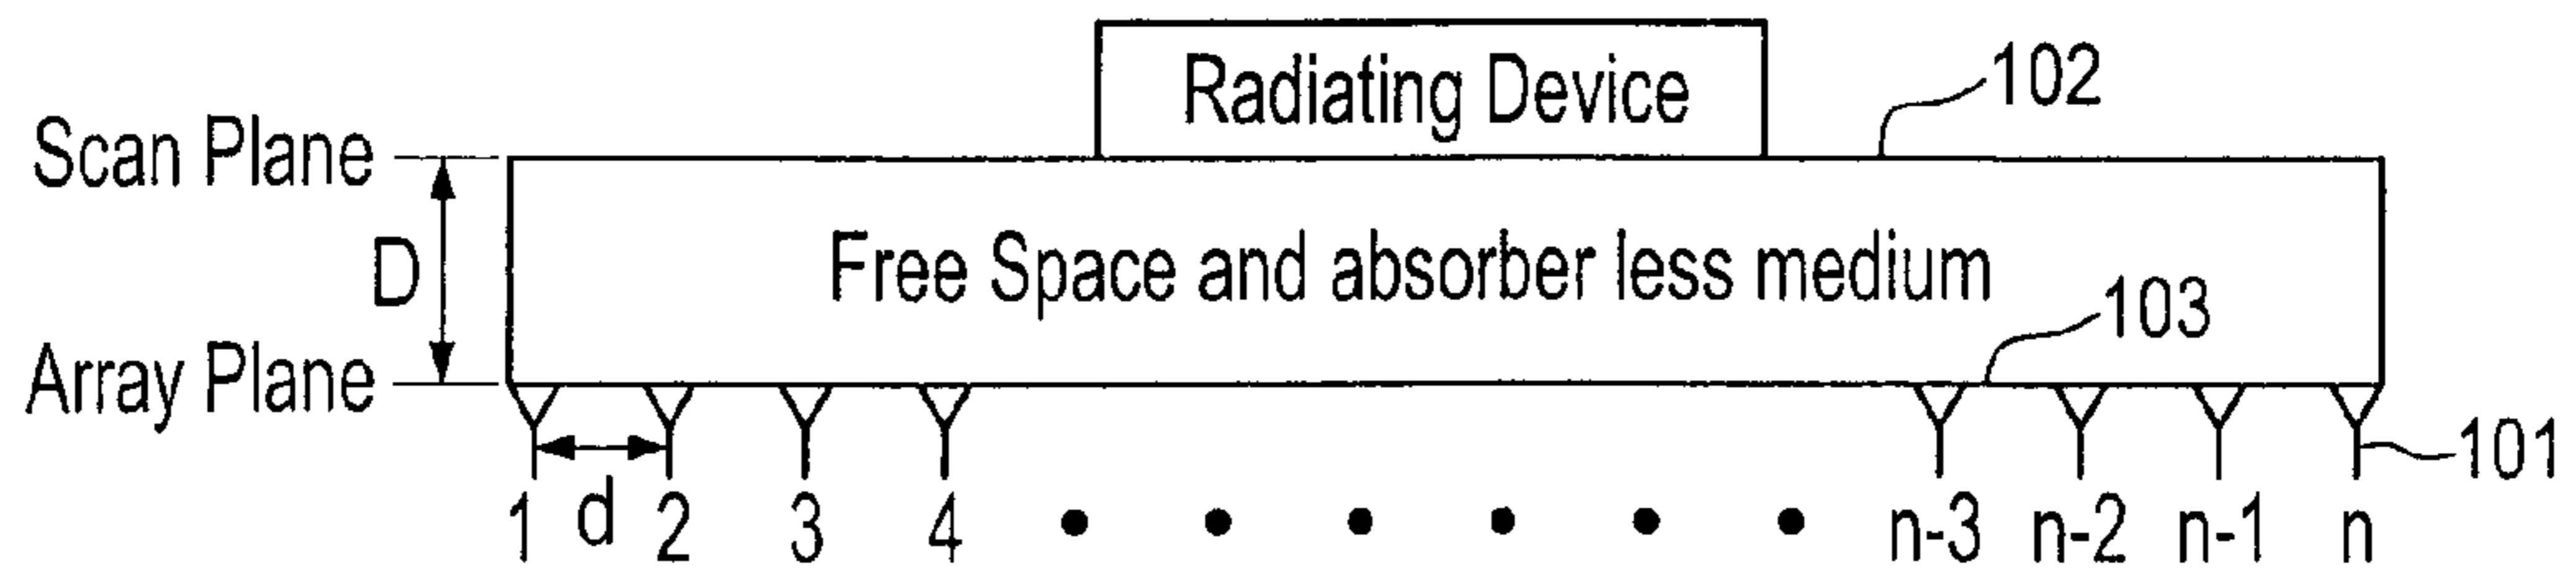 Radiating Device
102
Scan Plane
D
Free Space and absorber less medium
103
Array Plane
101
1 d 2 3 4 • • • • • • n-3 n-2 n-1 n